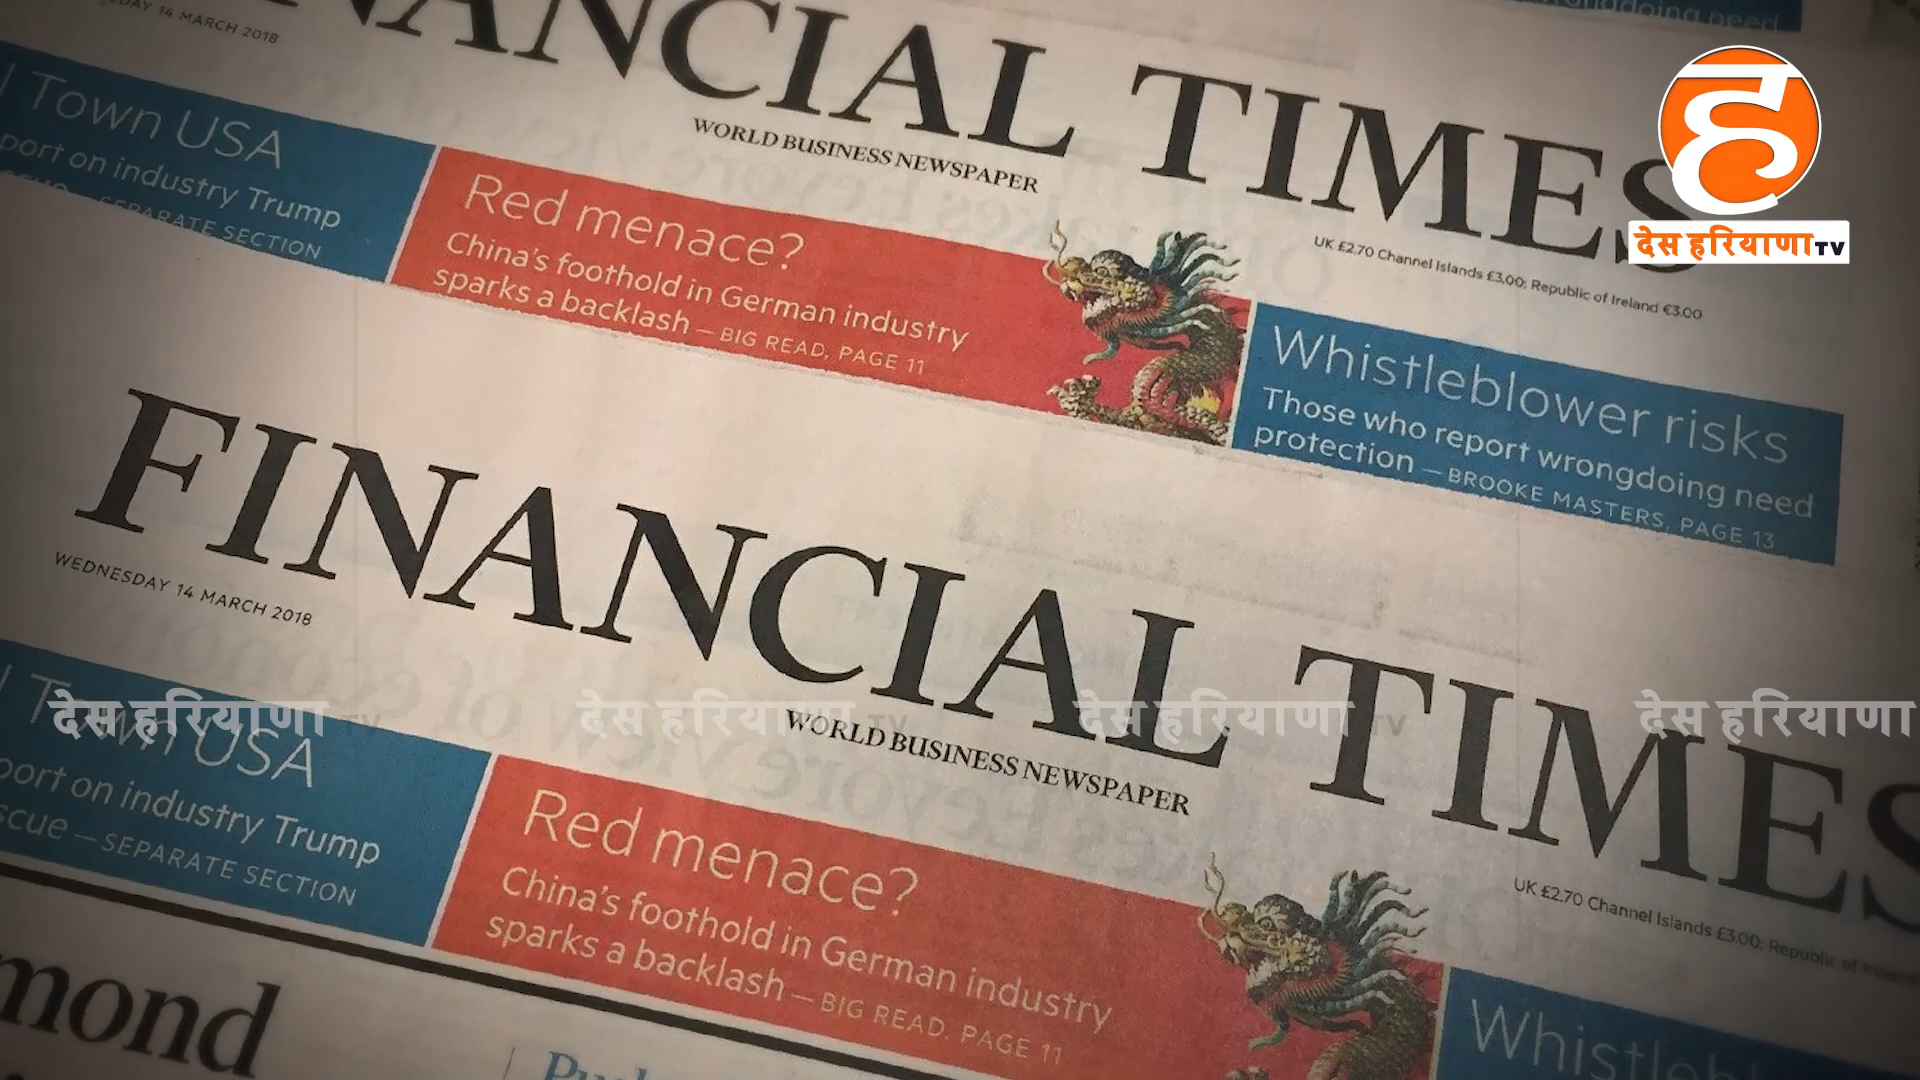 NANCIAL TIMES
DAY 14 MARCH 2018
WORLD BUSINESS NEWSPAPER
UK £2.70 Channel Islands £3.00; Republic of Ireland €3.00
ह
देस हरियाणा TV
Town USA
port on industry Trump
SEPARATE SECTION
Red menace?
China's foothold in German industry
sparks a backlash — BIG READ, PAGE 11
Whistleblower risks
Those who report wrongdoing need
protection — BROOKE MASTERS, PAGE 13
FINANCIAL TIMES
WEDNESDAY 14 MARCH 2018
WORLD BUSINESS NEWSPAPER
UK £2.70 Channel Islands £3.00; Republic of Ireland
देस हरियाणा TV देस हरियाणा TV देस हरियाणा TV देस हरियाणा
Town USA
port on industry Trump
scue — SEPARATE SECTION
Red menace?
China's foothold in German industry
sparks a backlash — BIG READ, PAGE 11
mond